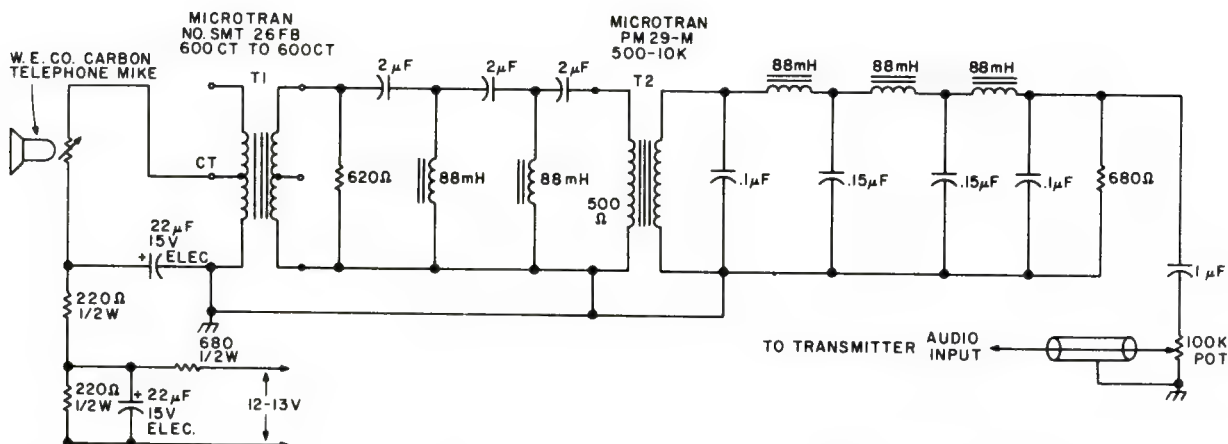 MICROTRAN
NO. SMT 26FB
600 CT TO 600CT
W. E. CO. CARBON
TELEPHONE MIKE
T1
CT
2µF
2µF
2µF
620Ω
88mH
88mH
MICROTRAN
PM 29-M
500-10K
T2
500
Ω
88mH
88mH
88mH
.1µF
.15µF
.15µF
.1µF
680Ω
22µF
15V
ELEC
+
220Ω
1/2W
680
1/2W
220Ω
1/2W
+
22µF
15V
ELEC.
12-13V
1µF
TO TRANSMITTER AUDIO
INPUT
100K
POT